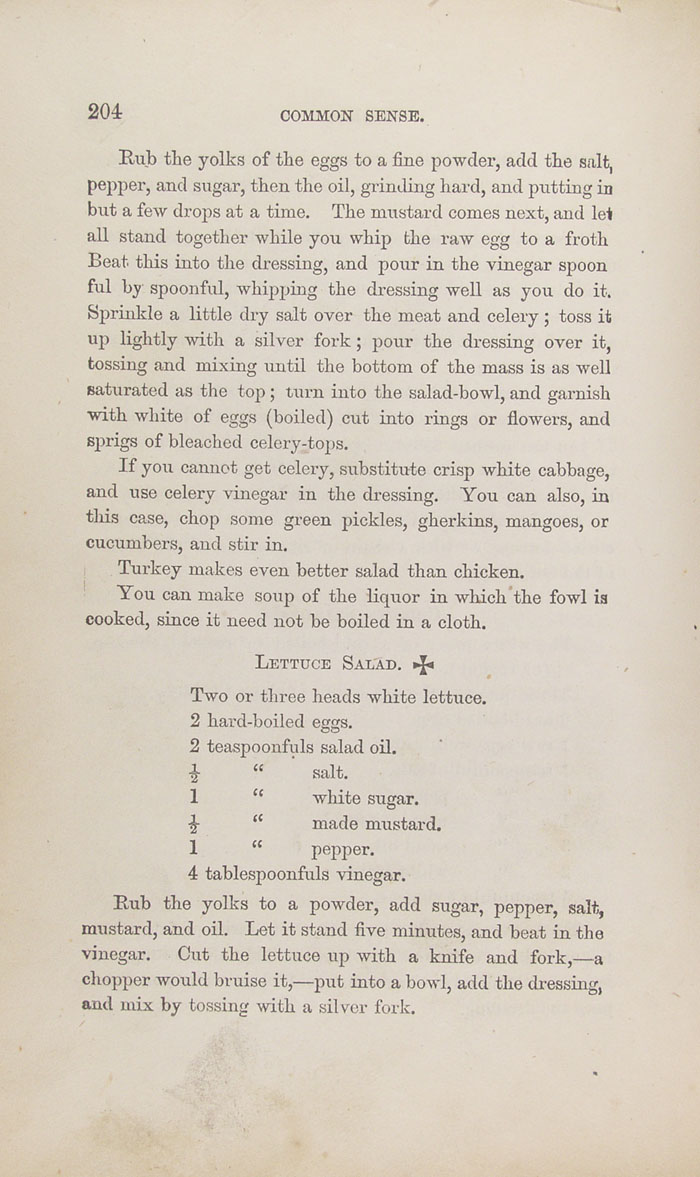 204
COMMON SENSE.
Rub the yolks of the eggs to a fine powder, add the salt,
pepper, and sugar, then the oil, grinding hard, and putting in
but a few drops at a time. The mustard comes next, and let
all stand together while you whip the raw egg to a froth
Beat this into the dressing, and pour in the vinegar spoon
ful by spoonful, whipping the dressing well as you do it.
Sprinkle a little dry salt over the meat and celery; toss it
up lightly with a silver fork; pour the dressing over it,
tossing and mixing until the bottom of the mass is as well
saturated as the top; turn into the salad-bowl, and garnish
with white of eggs (boiled) cut into rings or flowers, and
sprigs of bleached celery-tops.
If you cannot get celery, substitute crisp white cabbage,
and use celery vinegar in the dressing. You can also, in
this case, chop some green pickles, gherkins, mangoes, or
cucumbers, and stir in.
Turkey makes even better salad than chicken.
You can make soup of the liquor in which the fowl is
cooked, since it need not be boiled in a cloth.
LETTUCE SALAD. ✠
Two or three heads white lettuce.
2 hard-boiled eggs.
2 teaspoonfuls salad oil.
½ “ salt.
1 “ white sugar.
½ “ made mustard.
1 “ pepper.
4 tablespoonfuls vinegar.
Rub the yolks to a powder, add sugar, pepper, salt,
mustard, and oil. Let it stand five minutes, and beat in the
vinegar. Cut the lettuce up with a knife and fork,—a
chopper would bruise it,—put into a bowl, add the dressing,
and mix by tossing with a silver fork.